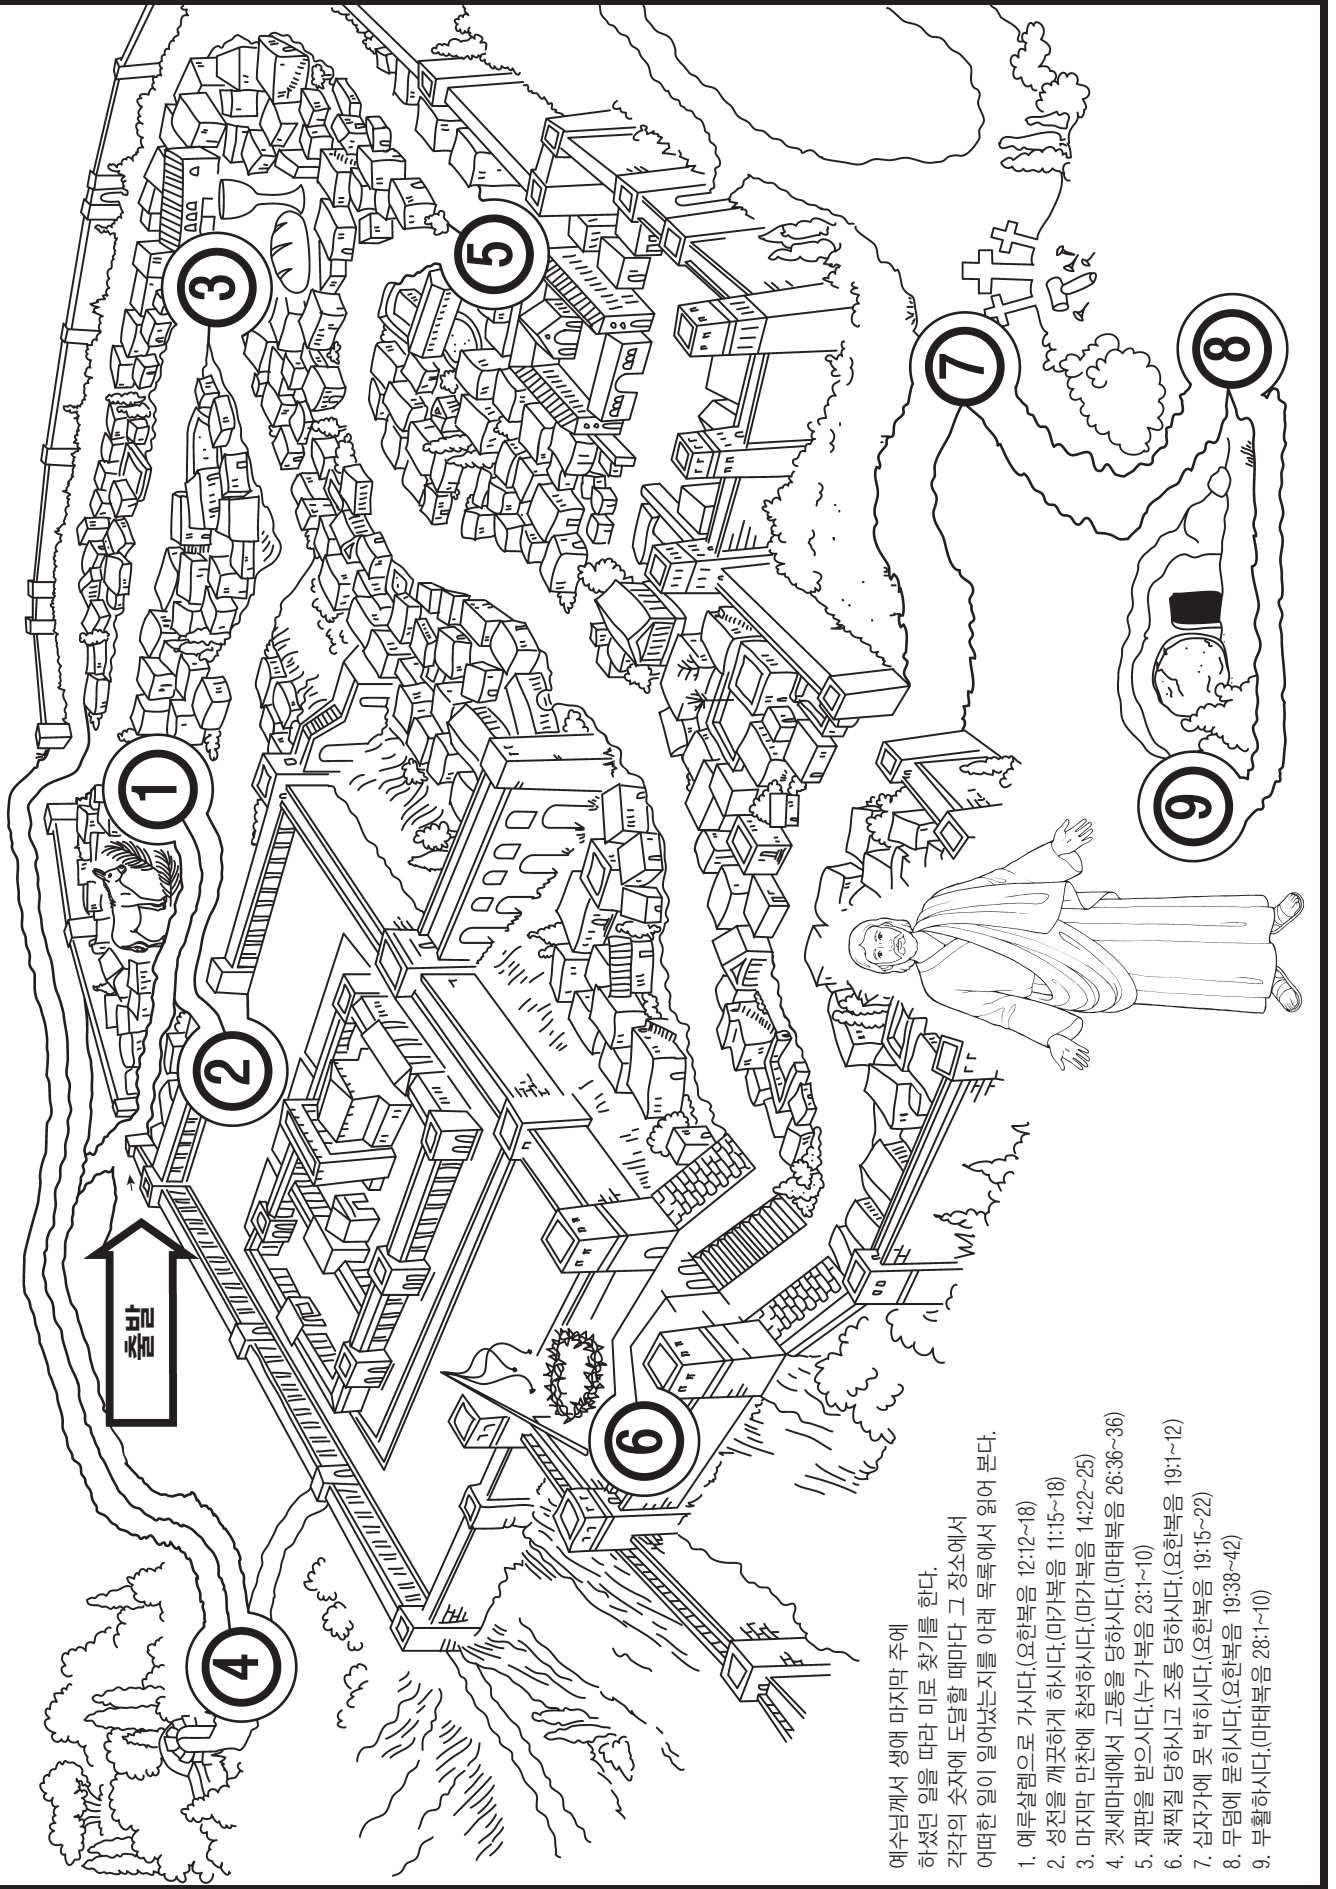 출발
1
2
3
4
5
6
7
8
9
예수님께서 생애 마지막 주에
하셨던 일을 따라 미로 찾기를 한다.
각각의 숫자에 도달할 때마다 그 장소에서
어떠한 일이 일어났는지를 아래 목록에서 읽어 본다.
1. 예루살렘으로 가시다.(요한복음 12:12~18)
2. 성전을 깨끗하게 하시다.(마가복음 11:15~18)
3. 마지막 만찬에 참석하시다.(마가복음 14:22~25)
4. 겟세마네에서 고통을 당하시다.(마태복음 26:36~36)
5. 재판을 받으시다.(누가복음 23:1~10)
6. 채찍질 당하시고 조롱 당하시다.(요한복음 19:1~12)
7. 십자가에 못 박히시다.(요한복음 19:15~22)
8. 무덤에 묻히시다.(요한복음 19:38~42)
9. 부활하시다.(마태복음 28:1~10)